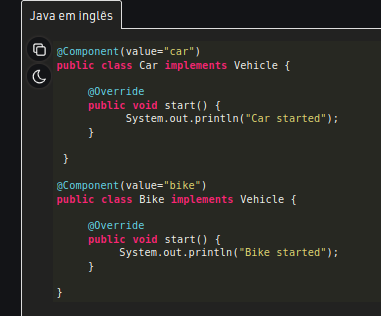 Java em inglês
@Component(value="car")
public class Car implements Vehicle {
@Override
public void start() {
System.out.println("Car started");
}
}
@Component(value="bike")
public class Bike implements Vehicle {
@Override
public void start() {
System.out.println("Bike started");
}
}